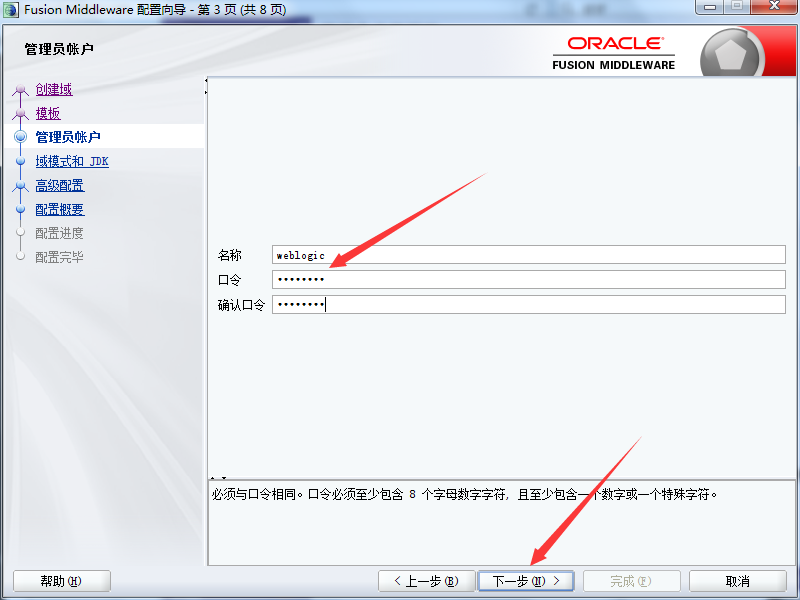 Fusion Middleware 配置向导 - 第 3 页 (共 8 页)
管理员帐户
ORACLE
FUSION MIDDLEWARE
创建域
模板
管理员帐户
域模式和 JDK
高级配置
配置概要
配置进度
配置完毕
名称 weblogic
口令 ••••••••
确认口令 ••••••••
必须与口令相同。口令必须至少包含 8 个字母数字字符, 且至少包含一个数字或一个特殊字符。
帮助(H) < 上一步(B) 下一步(N) > 完成(F) 取消